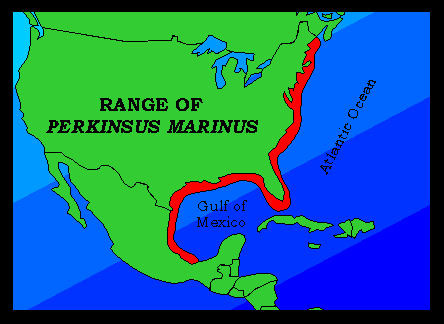 RANGE OF
PERKINSUS MARINUS
Atlantic Ocean
Gulf of
Mexico